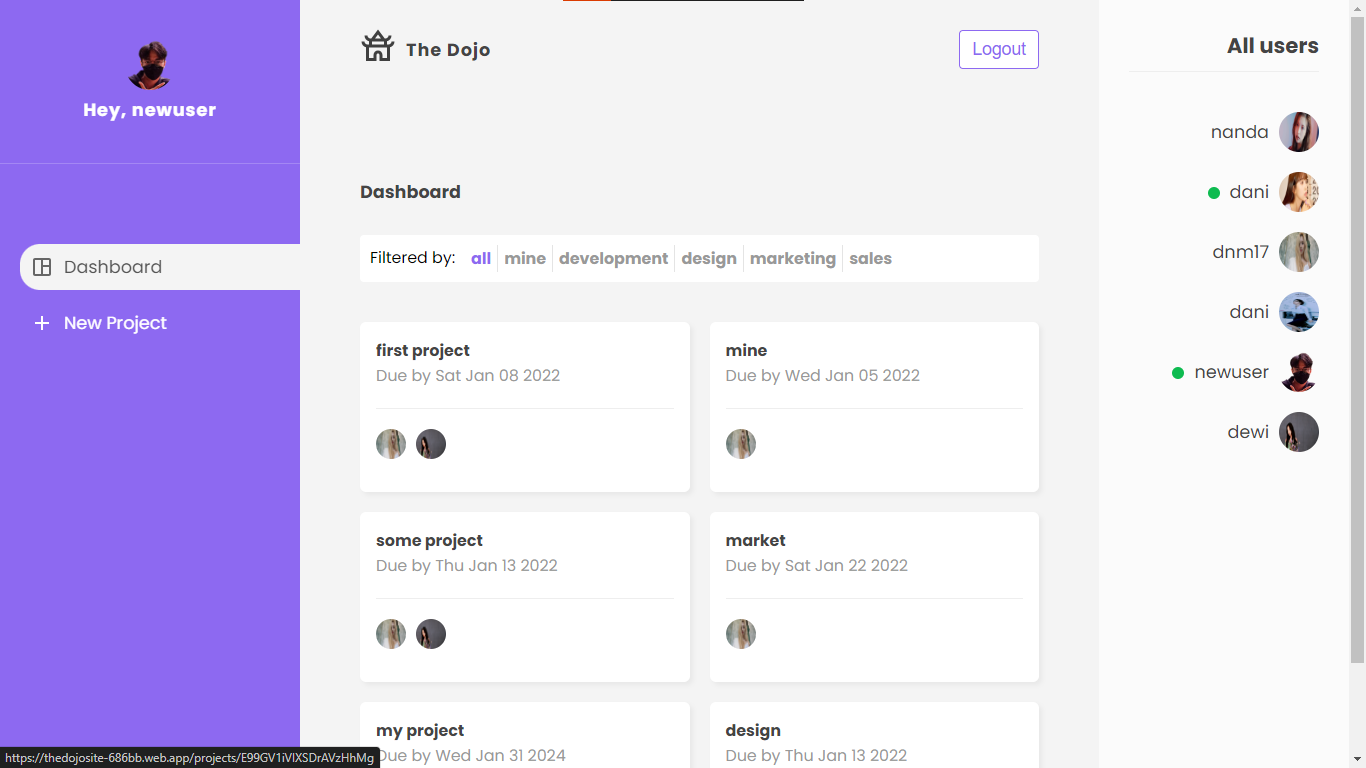 Hey, newuser
Dashboard
New Project
The Dojo
Logout
Dashboard
Filtered by: all mine development design marketing sales
first project
Due by Sat Jan 08 2022
mine
Due by Wed Jan 05 2022
some project
Due by Thu Jan 13 2022
market
Due by Sat Jan 22 2022
my project
Due by Wed Jan 31 2024
design
Due by Thu Jan 13 2022
All users
nanda
dani
dnm17
dani
newuser
dewi
https://thedojosite-686bb.web.app/projects/E99GV1iVlXSDrAVzHhMg